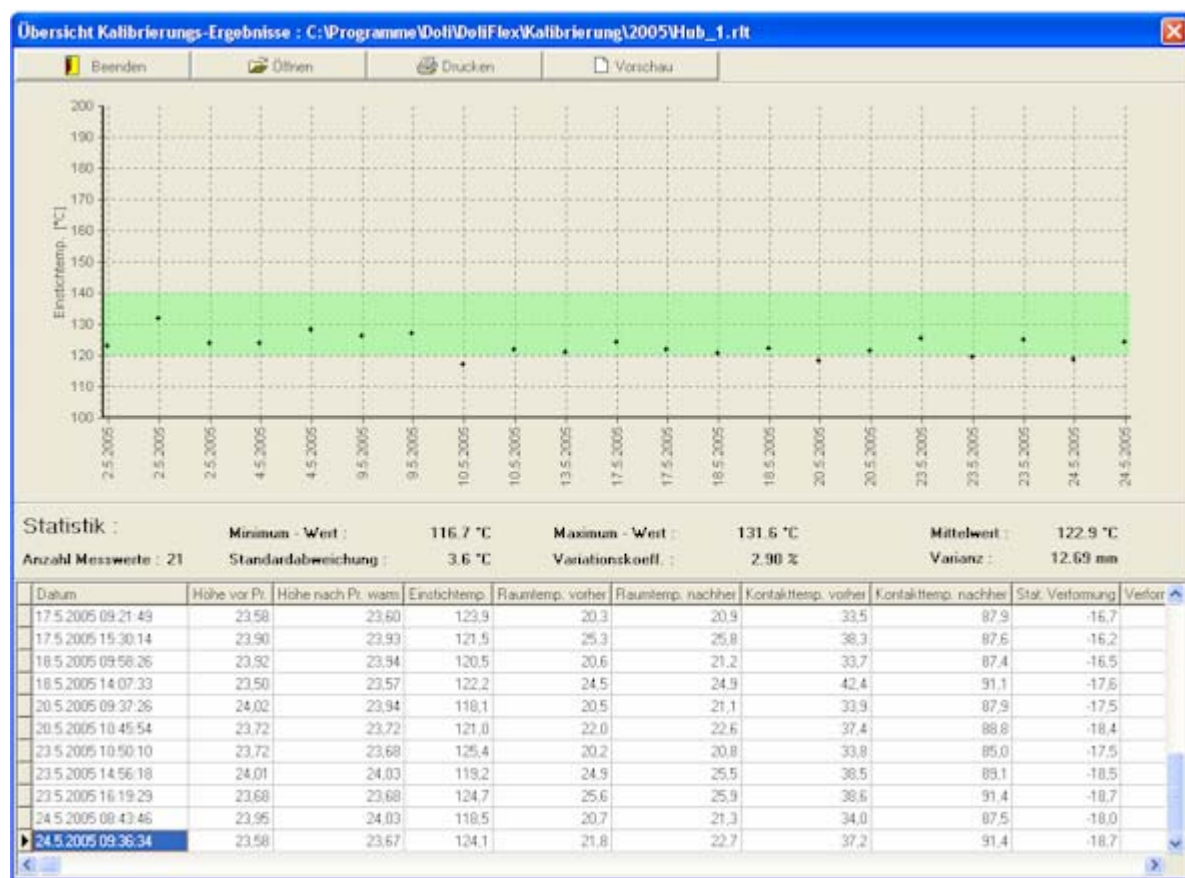 Übersicht Kalibrierungs-Ergebnisse : C:\Programme\Doli\DoliFlex\Kalibrierung\2005\Hub_1.rlt
Beenden Öffnen Drucken Vorschau
200
190
180
170
160
150
140
130
120
110
100
Einstichtemp. [°C]
2.5.2005 2.5.2005 2.5.2005 4.5.2005 4.5.2005 9.5.2005 9.5.2005 10.5.2005 10.5.2005 13.5.2005 17.5.2005 17.5.2005 18.5.2005 18.5.2005 20.5.2005 20.5.2005 23.5.2005 23.5.2005 23.5.2005 24.5.2005 24.5.2005
Statistik : Minimum - Wert : 116.7 °C Maximum - Wert : 131.6 °C Mittelwert : 122.9 °C
Anzahl Messwerte : 21 Standardabweichung : 3.6 °C Variationskoeff. : 2.90 % Varianz : 12.69 mm
Datum Höhe vor Pr. Höhe nach Pr. warm Einstichtemp. Raumtemp. vorher Raumtemp. nachher Kontakttemp. vorher Kontakttemp. nachher Stat. Verformung Verform
17.5.2005 09:21:49 23,58 23,60 123,9 20,3 20,9 33,5 87,9 -16,7
17.5.2005 15:30:14 23,90 23,93 121,5 25,3 25,8 38,3 87,6 -16,2
18.5.2005 09:58:26 23,92 23,94 120,5 20,6 21,2 33,7 87,4 -16,5
18.5.2005 14:07:33 23,50 23,57 122,2 24,5 24,9 42,4 91,1 -17,6
20.5.2005 09:37:26 24,02 23,94 118,1 20,5 21,1 33,9 87,9 -17,5
20.5.2005 10:45:54 23,72 23,72 121,0 22,0 22,6 37,4 88,8 -18,4
23.5.2005 10:50:10 23,72 23,68 125,4 20,2 20,8 33,8 85,0 -17,5
23.5.2005 14:56:18 24,01 24,03 119,2 24,9 25,5 38,5 89,1 -18,5
23.5.2005 16:19:29 23,68 23,68 124,7 25,6 25,9 38,6 91,4 -18,7
24.5.2005 08:43:46 23,95 24,03 118,5 20,7 21,3 34,0 87,5 -18,0
24.5.2005 09:36:34 23,58 23,67 124,1 21,8 22,7 37,2 91,4 -18,7